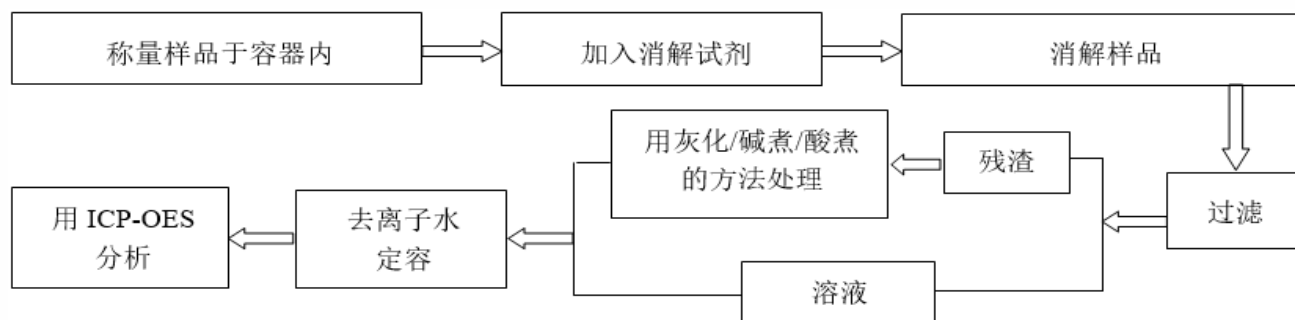 称量样品于容器内
加入消解试剂
消解样品
过滤
残渣
用灰化/碱煮/酸煮
的方法处理
溶液
去离子水
定容
用 ICP-OES
分析